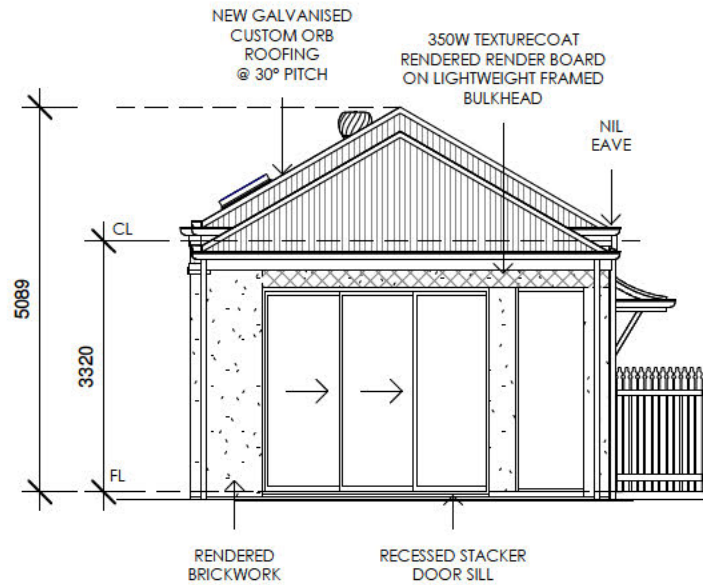 NEW GALVANISED
CUSTOM ORB
ROOFING
@ 30° PITCH
350W TEXTURECOAT
RENDERED RENDER BOARD
ON LIGHTWEIGHT FRAMED
BULKHEAD
NIL
EAVE
CL
5089
3320
FL
RENDERED
BRICKWORK
RECESSED STACKER
DOOR SILL